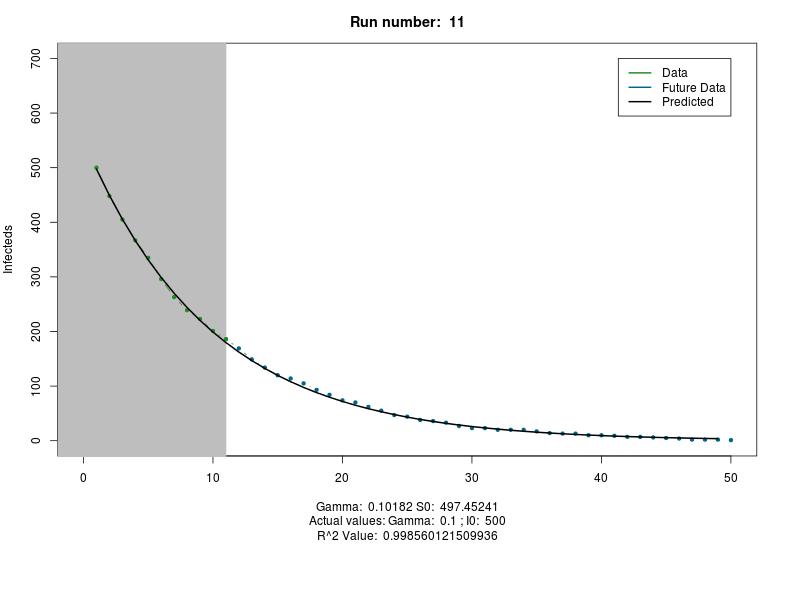 Run number: 11
Data
Future Data
Predicted
700
600
500
400
300
200
100
0
Infecteds
0 10 20 30 40 50
Gamma: 0.10182 S0: 497.45241
Actual values: Gamma: 0.1 ; I0: 500
R^2 Value: 0.998560121509936